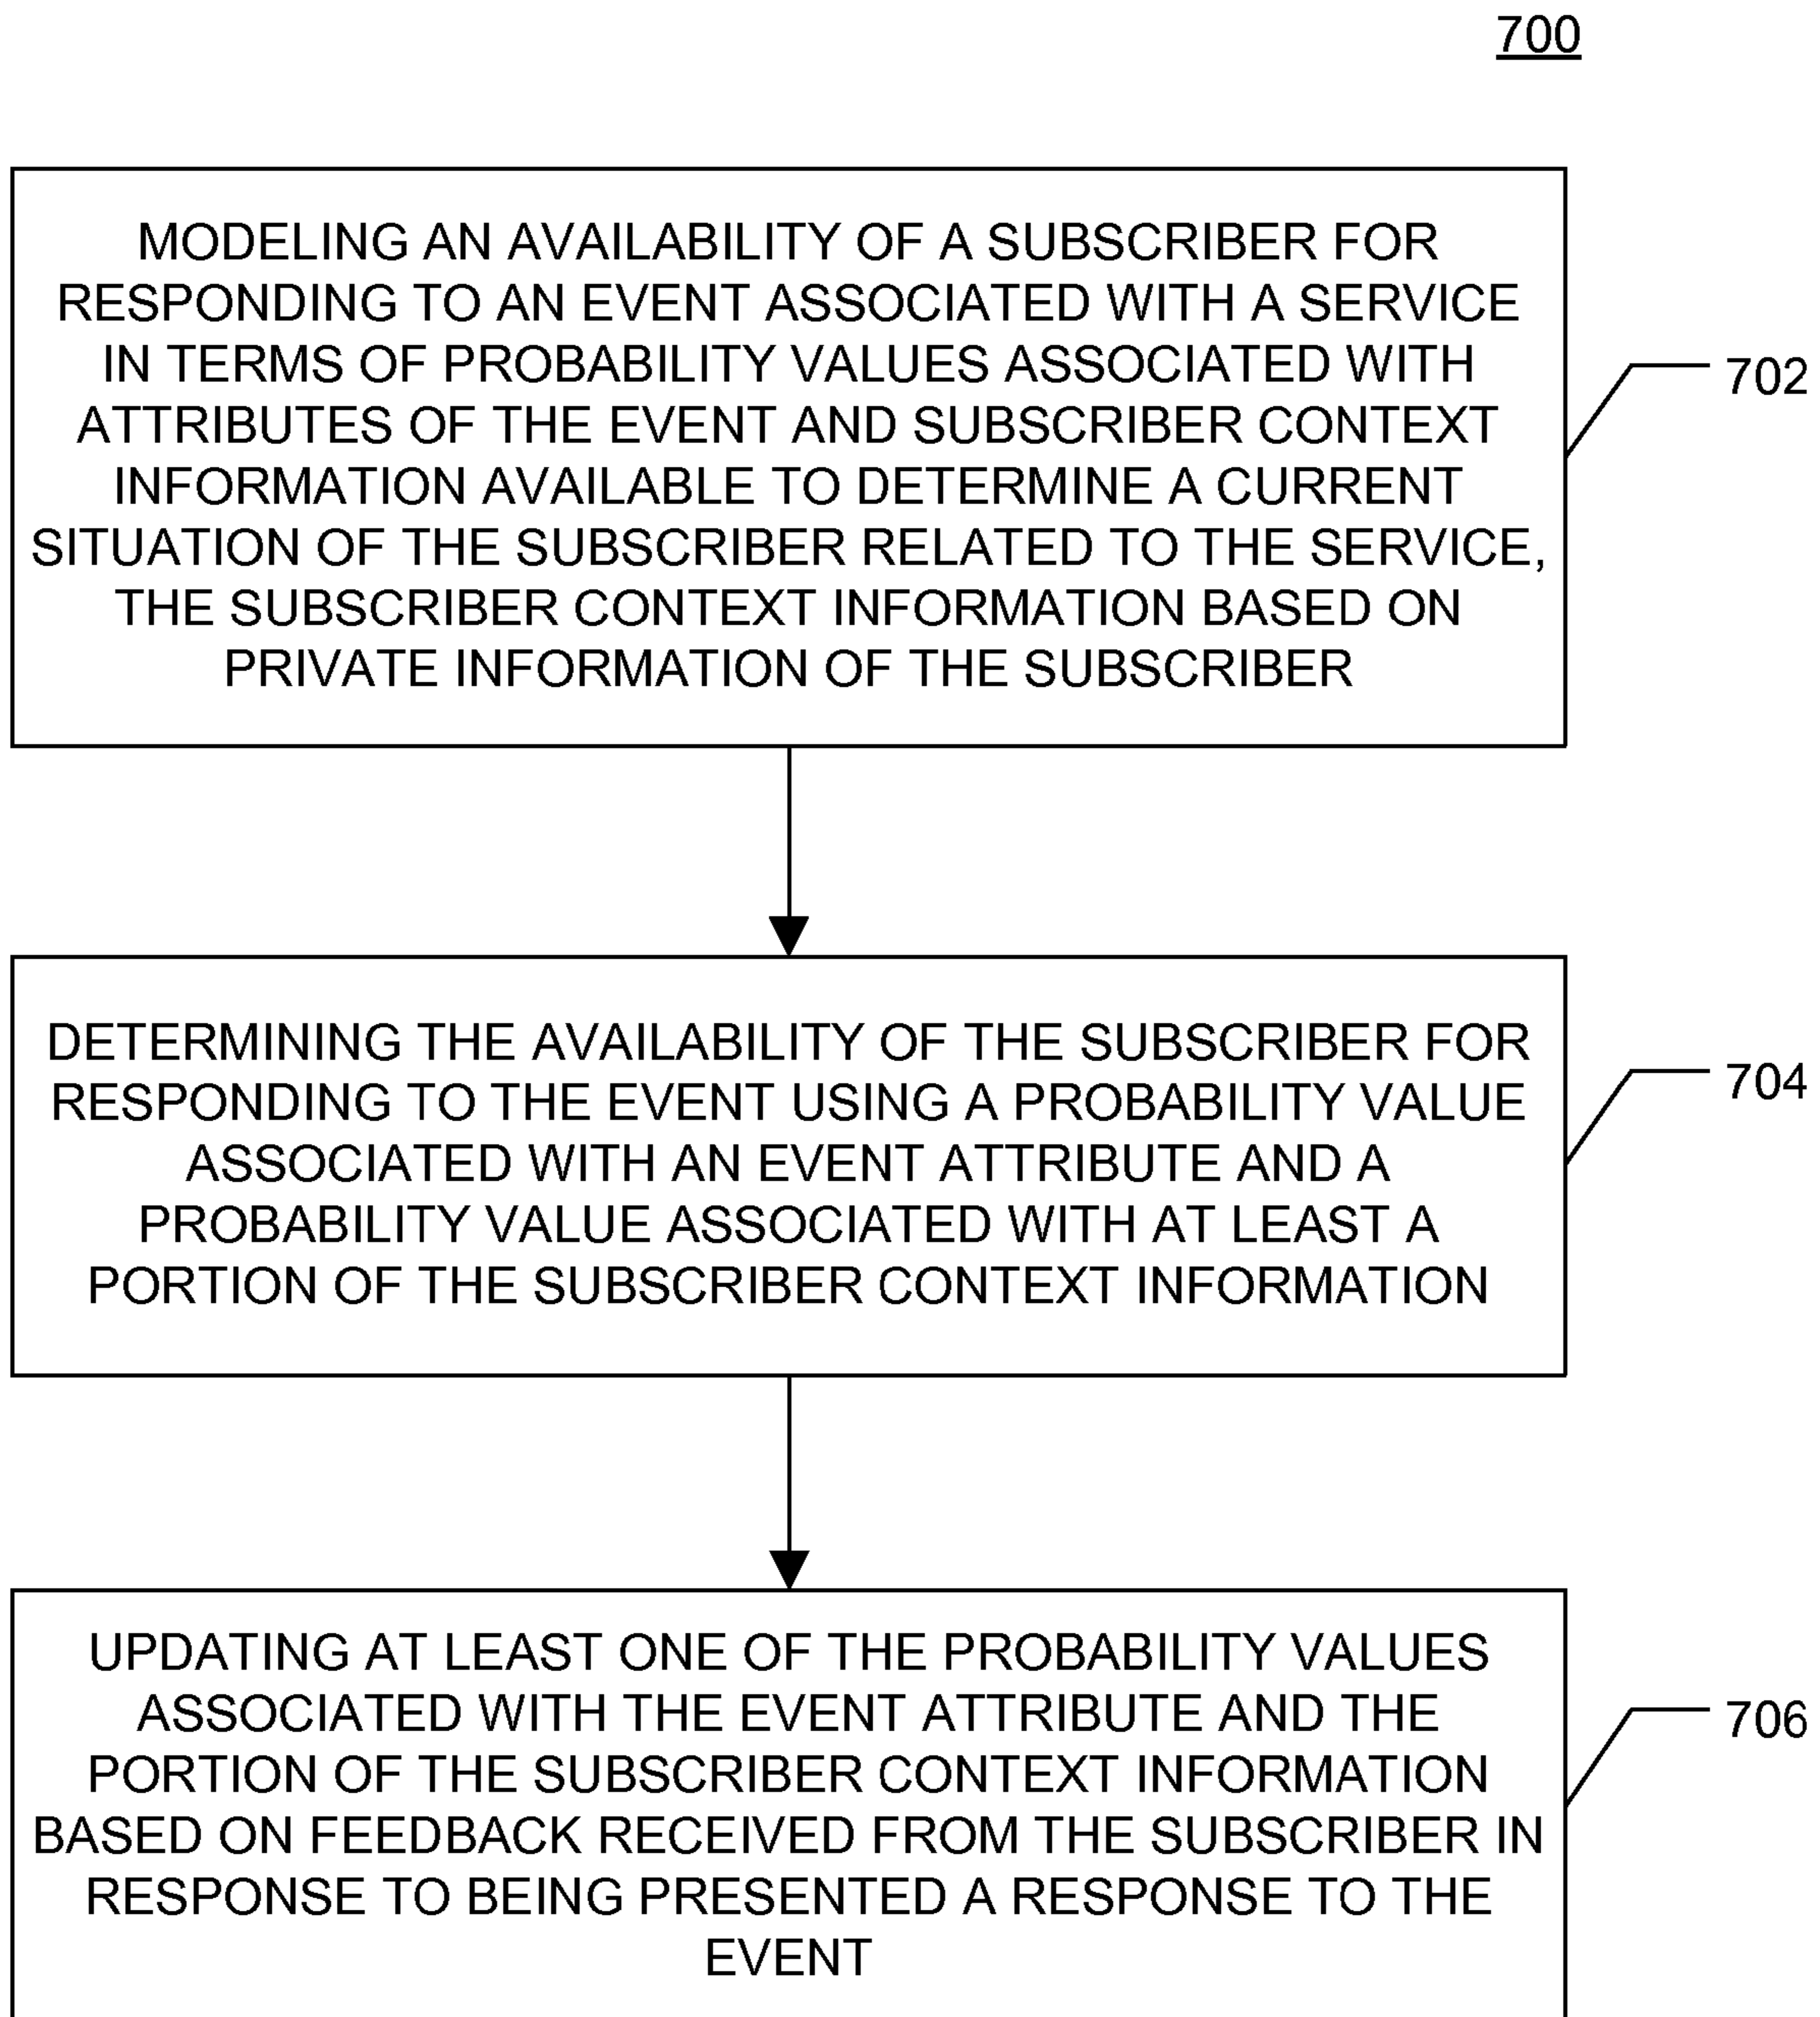 700
MODELING AN AVAILABILITY OF A SUBSCRIBER FOR
RESPONDING TO AN EVENT ASSOCIATED WITH A SERVICE
IN TERMS OF PROBABILITY VALUES ASSOCIATED WITH
ATTRIBUTES OF THE EVENT AND SUBSCRIBER CONTEXT
INFORMATION AVAILABLE TO DETERMINE A CURRENT
SITUATION OF THE SUBSCRIBER RELATED TO THE SERVICE,
THE SUBSCRIBER CONTEXT INFORMATION BASED ON
PRIVATE INFORMATION OF THE SUBSCRIBER
702
DETERMINING THE AVAILABILITY OF THE SUBSCRIBER FOR
RESPONDING TO THE EVENT USING A PROBABILITY VALUE
ASSOCIATED WITH AN EVENT ATTRIBUTE AND A
PROBABILITY VALUE ASSOCIATED WITH AT LEAST A
PORTION OF THE SUBSCRIBER CONTEXT INFORMATION
704
UPDATING AT LEAST ONE OF THE PROBABILITY VALUES
ASSOCIATED WITH THE EVENT ATTRIBUTE AND THE
PORTION OF THE SUBSCRIBER CONTEXT INFORMATION
BASED ON FEEDBACK RECEIVED FROM THE SUBSCRIBER IN
RESPONSE TO BEING PRESENTED A RESPONSE TO THE
EVENT
706